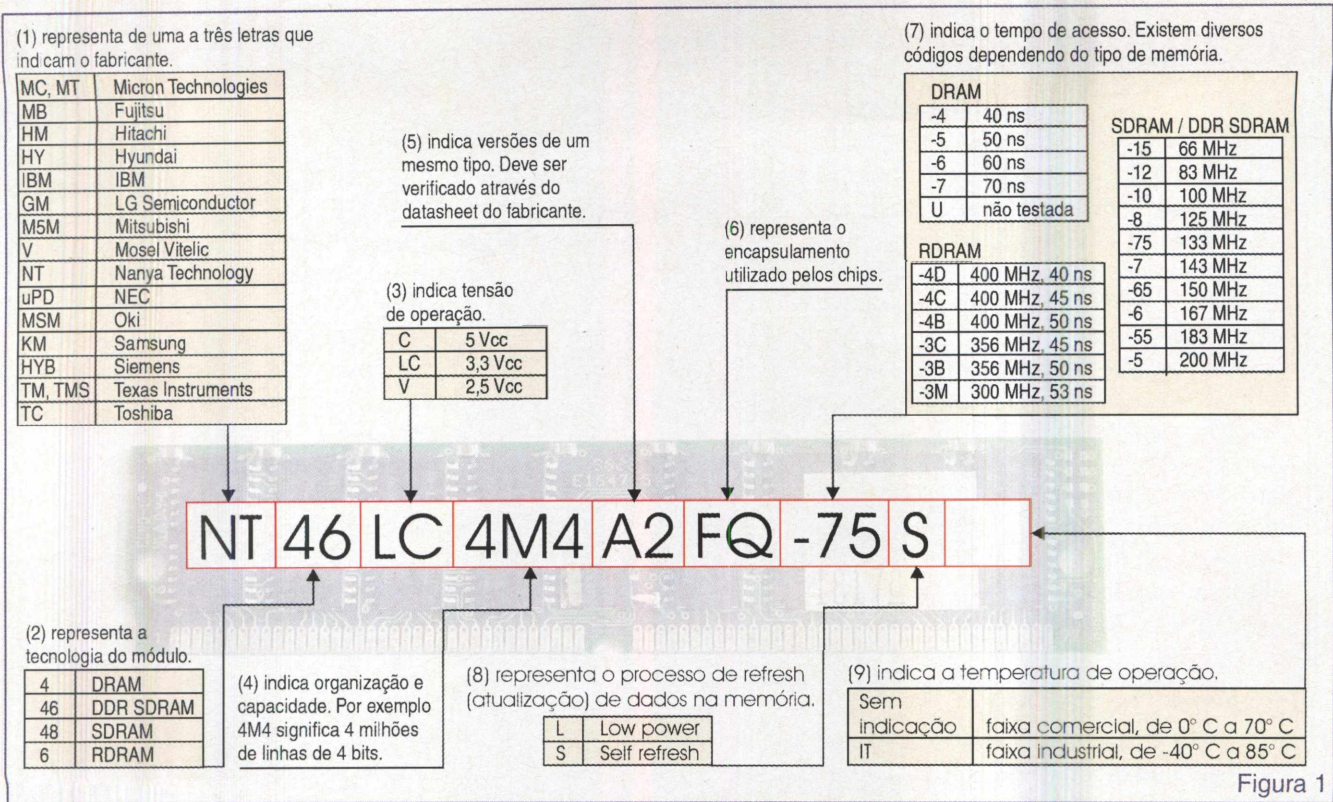 (1) representa de uma a três letras que
ind cam o fabricante.
MC, MT Micron Technologies
MB Fujitsu
HM Hitachi
HY Hyundai
IBM IBM
GM LG Semiconductor
M5M Mitsubishi
V Mosel Vitelic
NT Nanya Technology
uPD NEC
MSM Oki
KM Samsung
HYB Siemens
TM, TMS Texas Instruments
TC Toshiba
(5) indica versões de um
mesmo tipo. Deve ser
verificado através do
datasheet do fabricante.
(3) indica tensão
de operação.
C 5 Vcc
LC 3,3 Vcc
V 2,5 Vcc
(6) representa o
encapsulamento
utilizado pelos chips.
(7) indica o tempo de acesso. Existem diversos
códigos dependendo do tipo de memória.
DRAM
-4 40 ns
-5 50 ns
-6 60 ns
-7 70 ns
U não testada
RDRAM
-4D 400 MHz, 40 ns
-4C 400 MHz, 45 ns
-4B 400 MHz, 50 ns
-3C 356 MHz, 45 ns
-3B 356 MHz, 50 ns
-3M 300 MHz, 53 ns
SDRAM / DDR SDRAM
-15 66 MHz
-12 83 MHz
-10 100 MHz
-8 125 MHz
-75 133 MHz
-7 143 MHz
-65 150 MHz
-6 167 MHz
-55 183 MHz
-5 200 MHz
NT 46 LC 4M4 A2 FQ -75 S
(2) representa a
tecnologia do módulo.
4 DRAM
46 DDR SDRAM
48 SDRAM
6 RDRAM
(4) indica organização e
capacidade. Por exemplo
4M4 significa 4 milhões
de linhas de 4 bits.
(8) representa o processo de refresh
(atualização) de dados na memória.
L Low power
S Self refresh
(9) indica a temperatura de operação.
Sem
indicação faixa comercial, de 0° C a 70° C
IT faixa industrial, de -40° C a 85° C
Figura 1